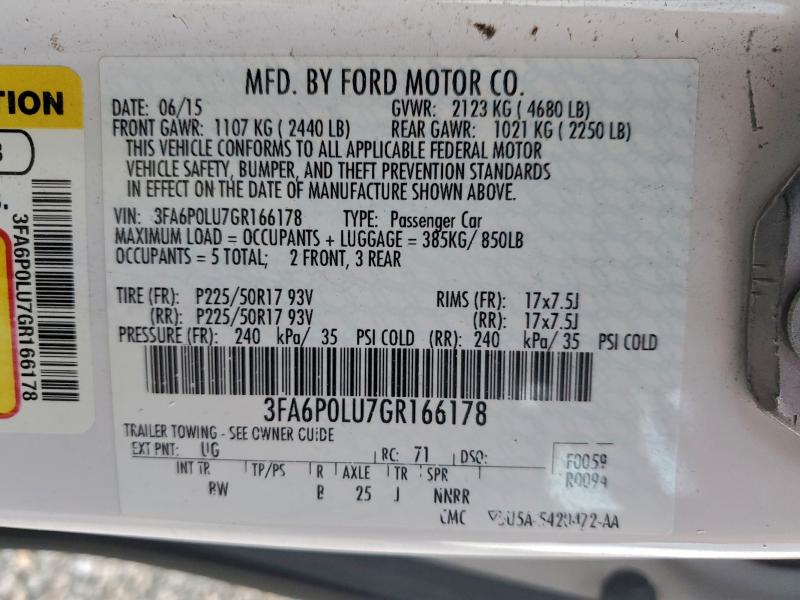 MFD. BY FORD MOTOR CO.
DATE: 06/15 GVWR: 2123 KG ( 4680 LB)
FRONT GAWR: 1107 KG ( 2440 LB) REAR GAWR: 1021 KG ( 2250 LB)
THIS VEHICLE CONFORMS TO ALL APPLICABLE FEDERAL MOTOR
VEHICLE SAFETY, BUMPER, AND THEFT PREVENTION STANDARDS
IN EFFECT ON THE DATE OF MANUFACTURE SHOWN ABOVE.
VIN: 3FA6P0LU7GR166178 TYPE: Passenger Car
MAXIMUM LOAD = OCCUPANTS + LUGGAGE = 385KG/ 850LB
OCCUPANTS = 5 TOTAL; 2 FRONT, 3 REAR
TIRE (FR): P225/50R17 93V RIMS (FR): 17x7.5J
(RR): P225/50R17 93V (RR): 17x7.5J
PRESSURE (FR): 240 kPa/ 35 PSI COLD (RR): 240 kPa/ 35 PSI COLD
3FA6P0LU7GR166178
TRAILER TOWING - SEE OWNER GUIDE
EXT PNT: UG RC: 71 DSO: F0059
INT TR TP/PS R AXLE TR SPR R0094
B 25 J NNRR
TION
3FA6P0LU7GR166178